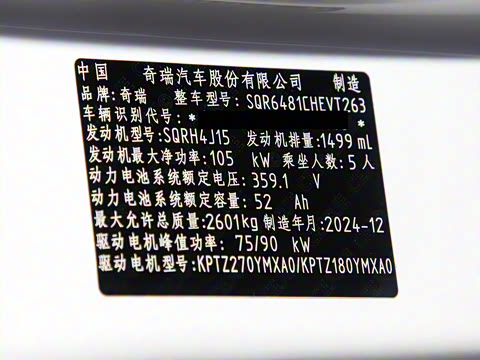 中国 奇瑞汽车股份有限公司 制造
品牌:奇瑞 整车型号: SQR6481CHEVT263
车辆识别代号: * *
发动机型号:SQRH4J15 发动机排量:1499 mL
发动机最大净功率:105 kW 乘坐人数:5人
动力电池系统额定电压: 359.1 V
动力电池系统额定容量: 52 Ah
最大允许总质量:2601kg 制造年月:2024-12
驱动电机峰值功率: 75/90 kW
驱动电机型号:KPTZ270YMXA0/KPTZ180YMXA0